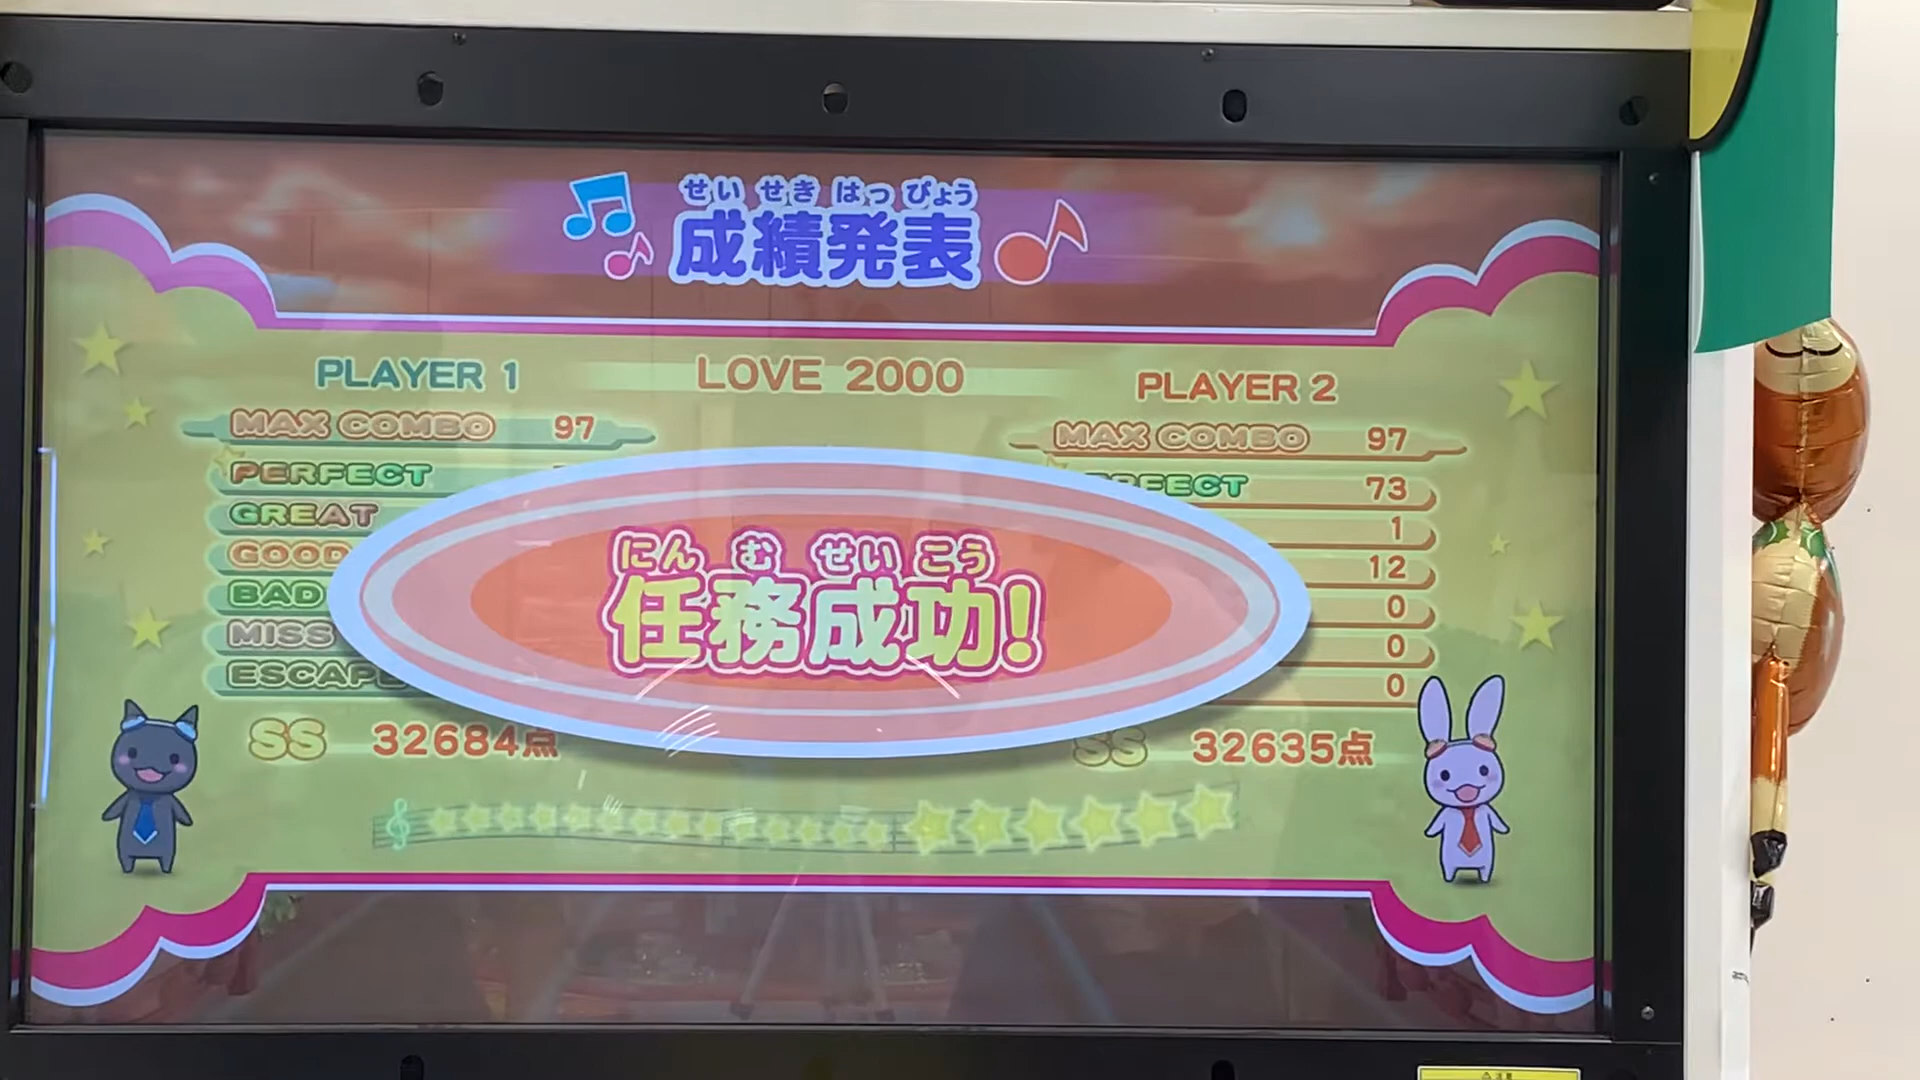 せいせきはっぴょう
成績発表
PLAYER 1
LOVE 2000
PLAYER 2
MAX COMBO 97
MAX COMBO 97
PERFECT
73
GREAT
1
GOOD
12
BAD
0
MISS
0
ESCAPE
0
にんむせいこう
任務成功!
SS 32684点
SS 32635点